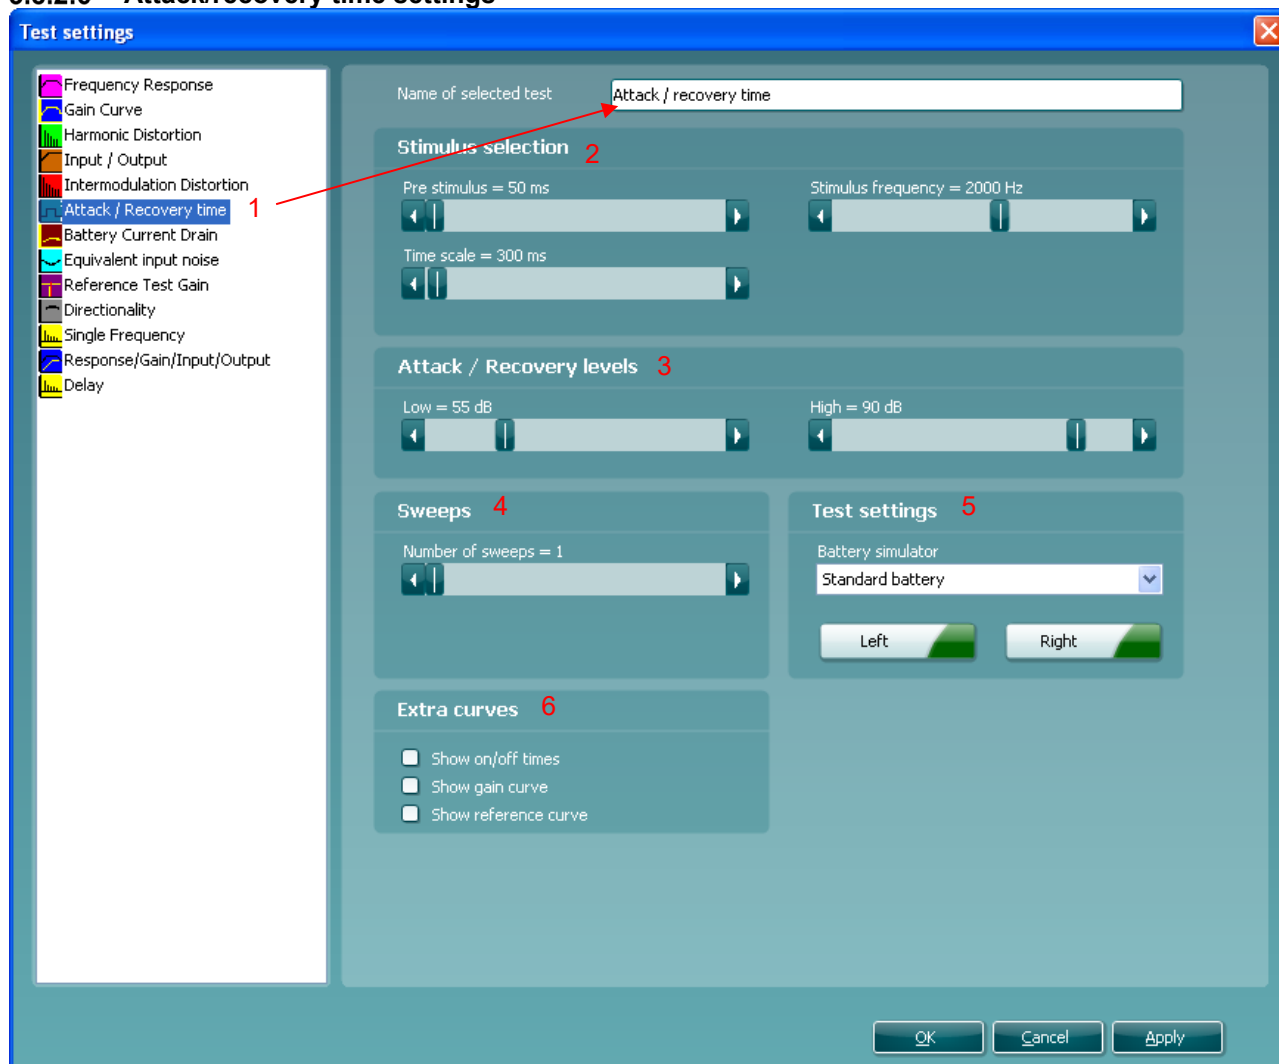 Attack/recovery time settings
Test settings
Frequency Response
Gain Curve
Harmonic Distortion
Input / Output
Intermodulation Distortion
Attack / Recovery time 1
Battery Current Drain
Equivalent input noise
Reference Test Gain
Directionality
Single Frequency
Response/Gain/Input/Output
Delay
Name of selected test Attack / recovery time
Stimulus selection 2
Pre stimulus = 50 ms Stimulus frequency = 2000 Hz
Time scale = 300 ms
Attack / Recovery levels 3
Low = 55 dB High = 90 dB
Sweeps 4
Number of sweeps = 1
Test settings 5
Battery simulator
Standard battery
Left Right
Extra curves 6
Show on/off times
Show gain curve
Show reference curve
OK Cancel Apply